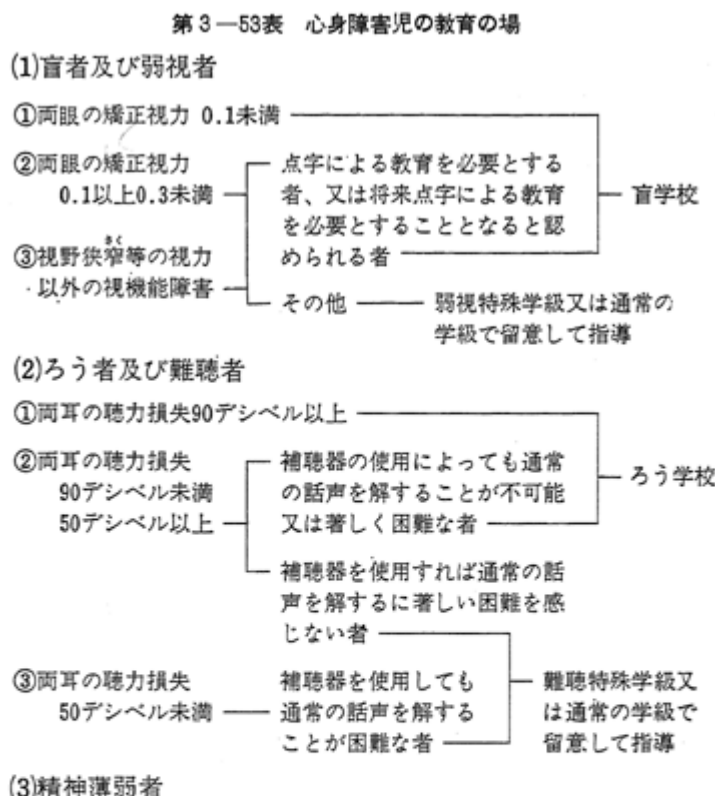 第3—53表 心身障害児の教育の場
(1)盲者及び弱視者
①両眼の矯正視力 0.1未満
②両眼の矯正視力
0.1以上0.3未満
点字による教育を必要とする
者、又は将来点字による教育
を必要とすることとなると認
められる者
盲学校
③視野狭窄等の視力
きく
以外の視機能障害
その他
弱視特殊学級又は通常の
学級で留意して指導
(2)ろう者及び難聴者
①両耳の聴力損失90デシベル以上
②両耳の聴力損失
90デシベル未満
50デシベル以上
補聴器の使用によっても通常
の話声を解することが不可能
又は著しく困難な者
ろう学校
補聴器を使用すれば通常の話
声を解するに著しい困難を感
じない者
③両耳の聴力損失
50デシベル未満
補聴器を使用しても
通常の話声を解する
ことが困難な者
難聴特殊学級又
は通常の学級で
留意して指導
(3)精神薄弱者